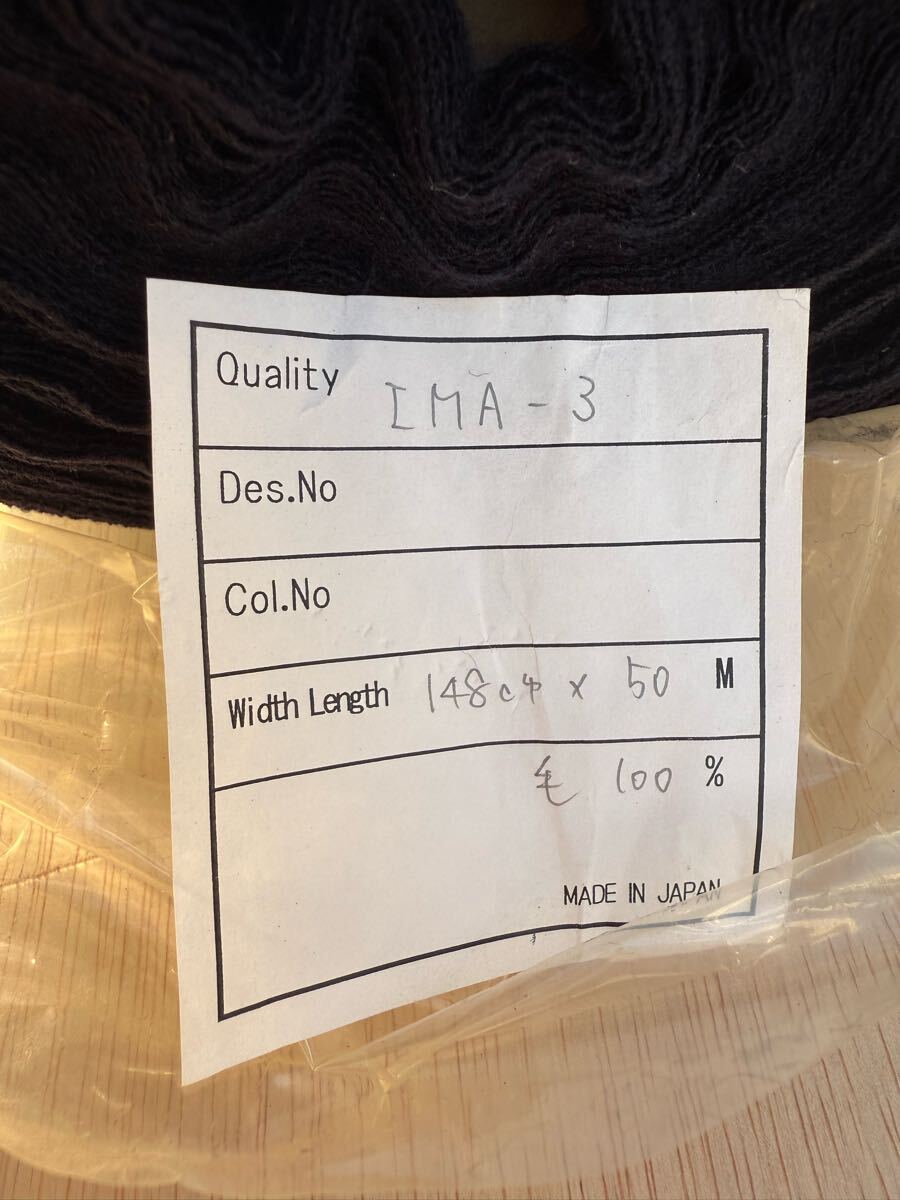 Quality IMA-3
Des.No
Col.No
Width Length 148cm x 50 M
毛 100 %
MADE IN JAPAN